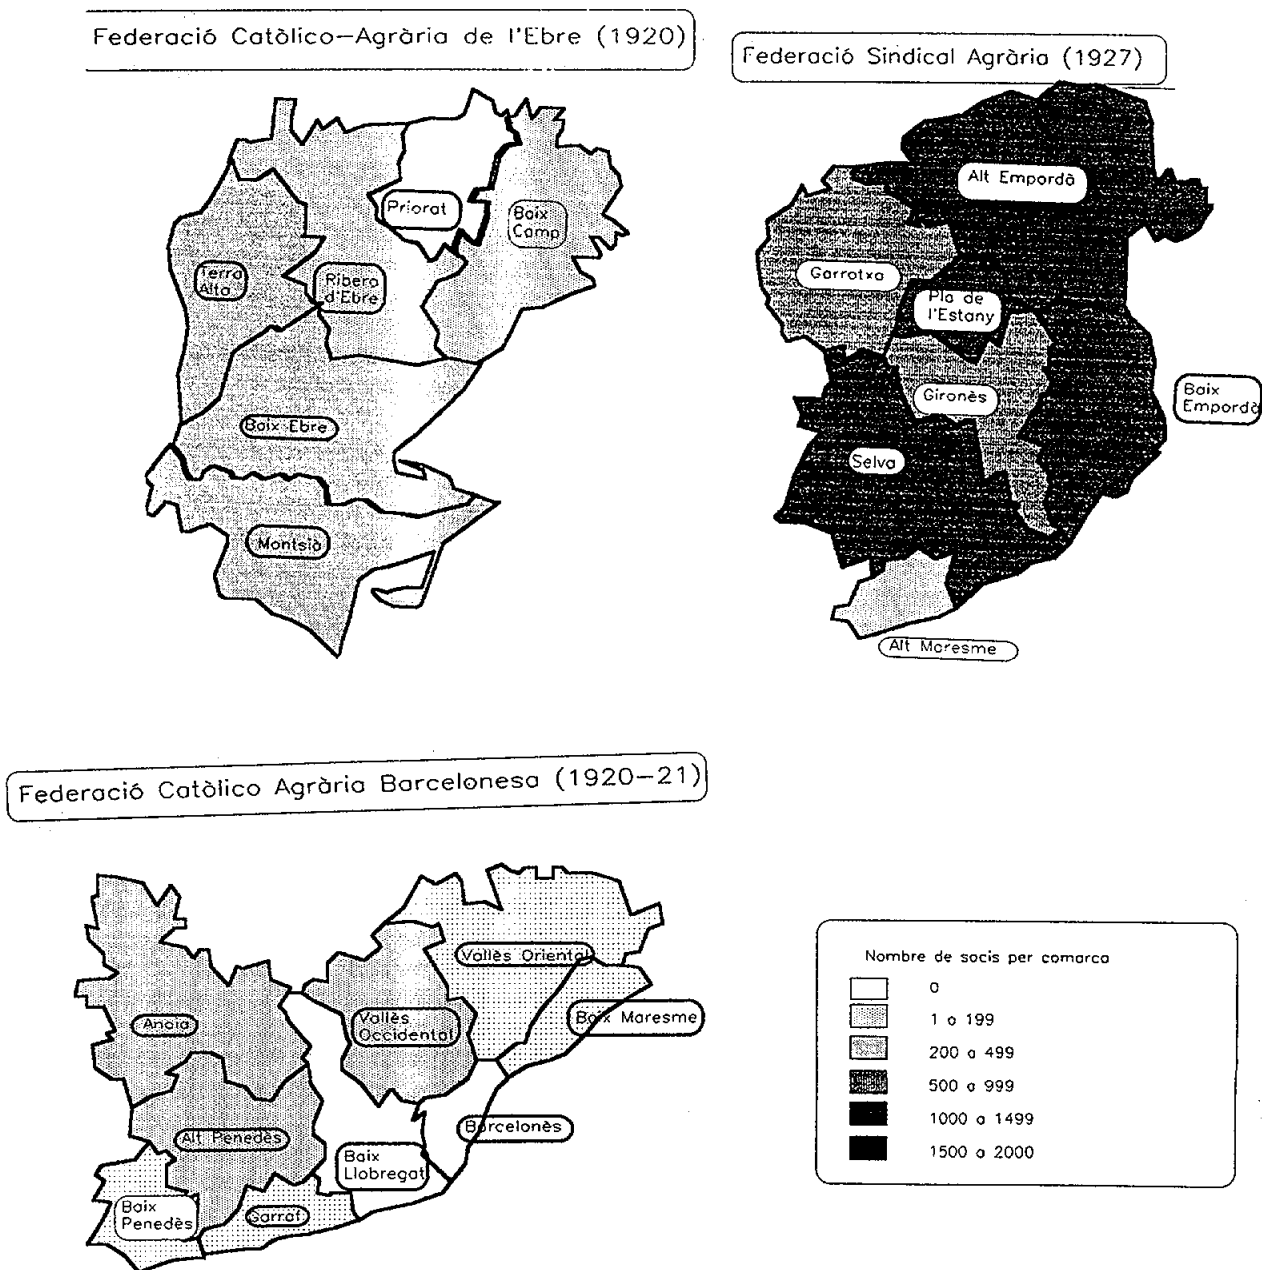 Federació Catòlico-Agrària de l'Ebre (1920)
Federació Sindical Agrària (1927)
Alt Empordà
Priorat
Baix
Camp
Garrotxa
Terra
Alta
Ribera
d'Ebre
Pla de
l'Estany
Baix
Empordà
Gironès
Baix Ebre
Selva
Montsià
Alt Maresme
Federació Catòlico Agrària Barcelonesa (1920-21)
Vallès Oriental
Nombre de socis per comarca
0
1 a 199
200 a 499
500 a 999
1000 a 1499
1500 a 2000
Anoia
Vallès
Occidental
Baix Maresme
Alt Penedès
Barcelonès
Baix
Llobregat
Baix
Penedès
Garraf